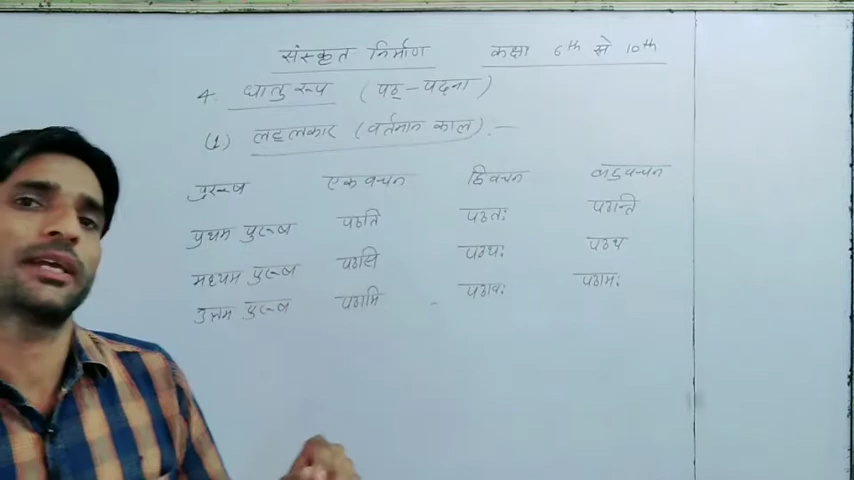 संस्कृत निर्माण कक्षा 6th से 10th
4. धातु रूप (पठ् - पढ़ना)
(1) लट्लकार (वर्तमान काल) :-
पुरूष एकवचन द्विवचन बहुवचन
प्रथम पुरूष पठति पठतः पठन्ति
मध्यम पुरूष पठसि पठथः पठथ
उत्तम पुरूष पठामि पठावः पठामः